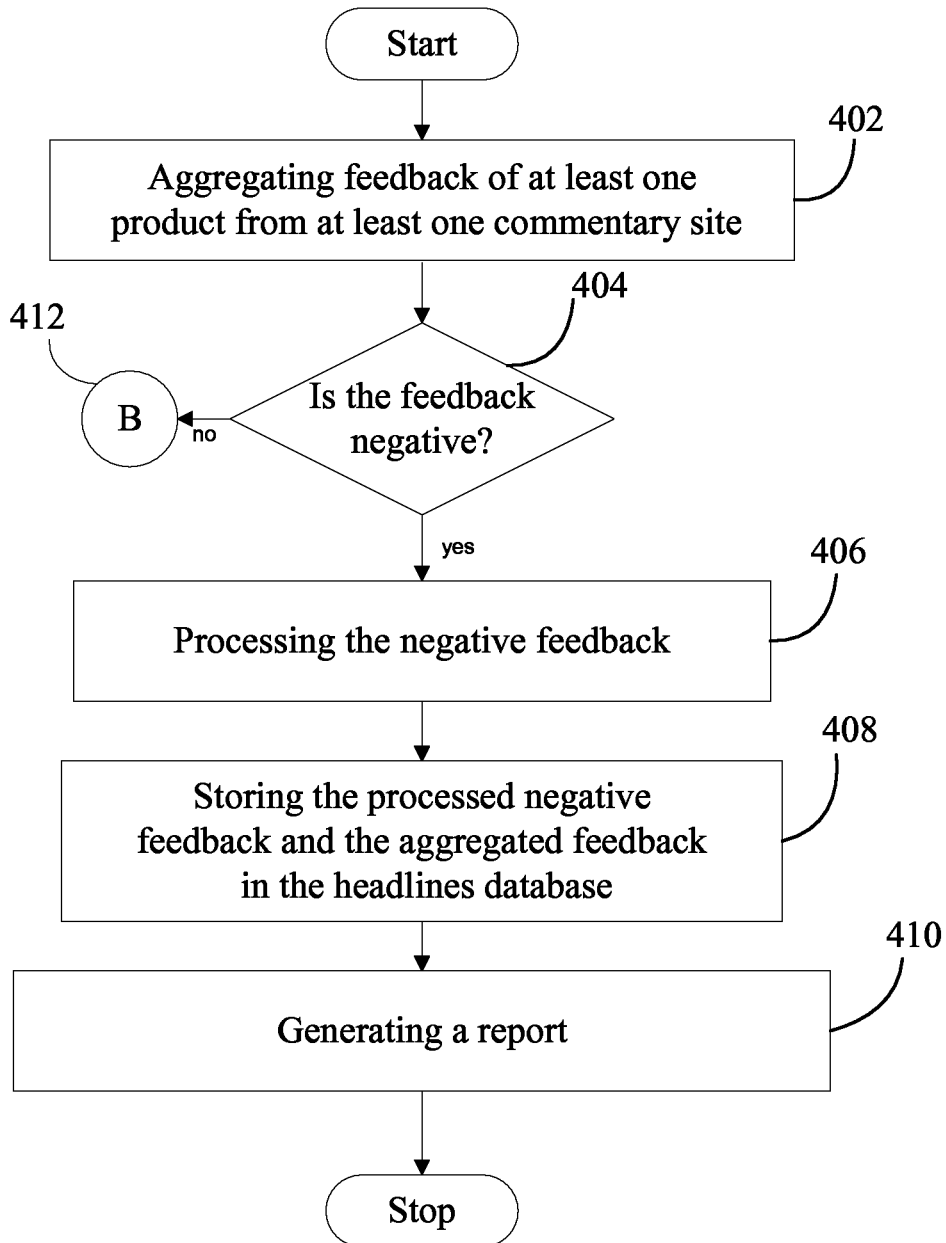 Start
402
Aggregating feedback of at least one
product from at least one commentary site
404
412
Is the feedback
negative?
B
no
yes
406
Processing the negative feedback
408
Storing the processed negative
feedback and the aggregated feedback
in the headlines database
410
Generating a report
Stop